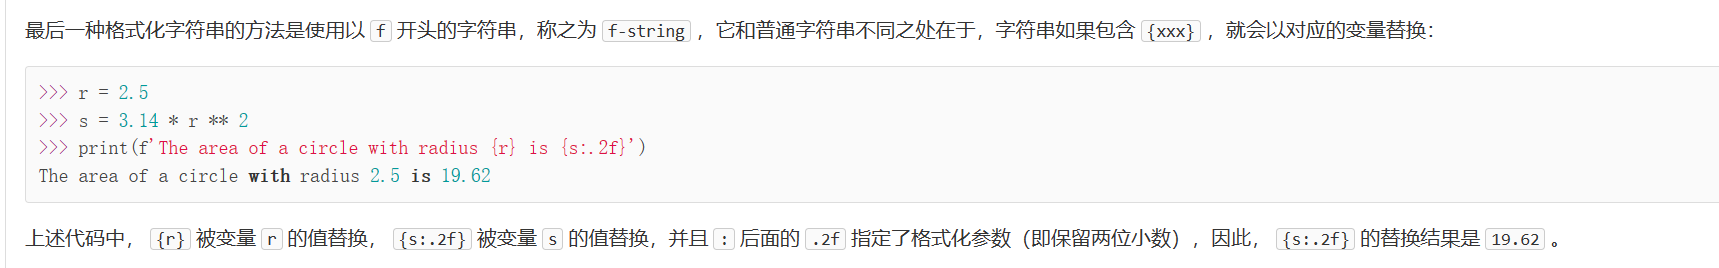 最后一种格式化字符串的方法是使用以 f 开头的字符串，称之为 f-string ，它和普通字符串不同之处在于，字符串如果包含 {xxx} ，就会以对应的变量替换：
>>> r = 2.5
>>> s = 3.14 * r ** 2
>>> print(f'The area of a circle with radius {r} is {s:.2f}')
The area of a circle with radius 2.5 is 19.62
上述代码中， {r} 被变量 r 的值替换， {s:.2f} 被变量 s 的值替换，并且 : 后面的 .2f 指定了格式化参数（即保留两位小数），因此， {s:.2f} 的替换结果是 19.62 。